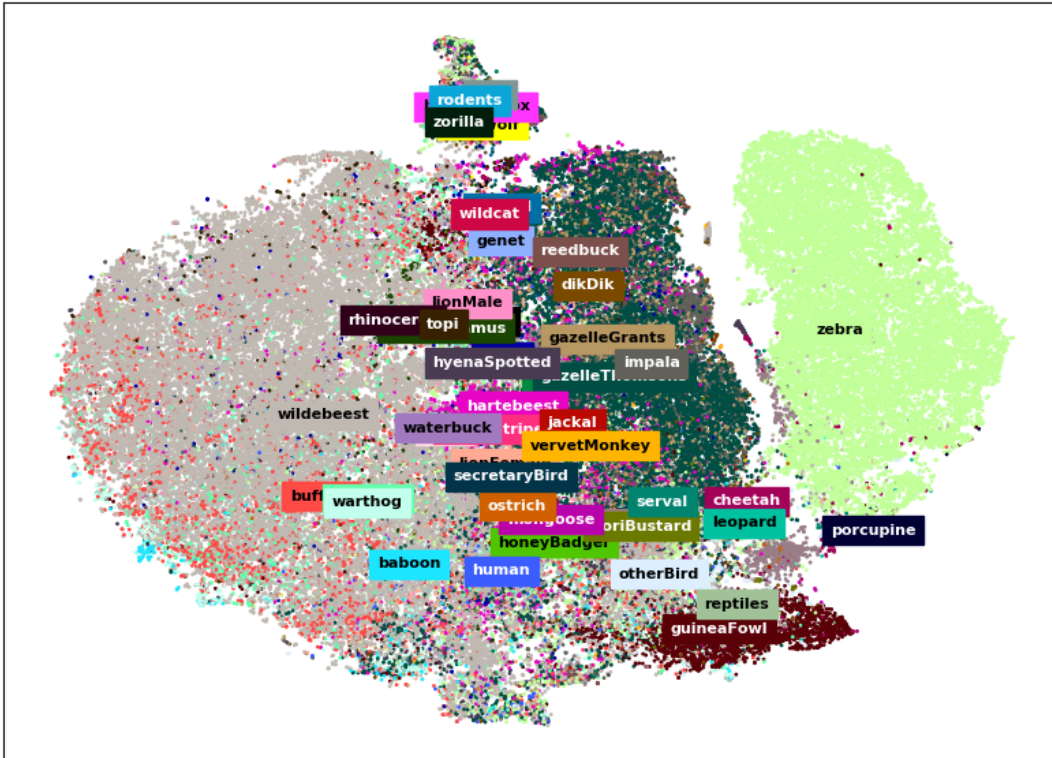 rodents
zorilla
wildcat
genet
reedbuck
dikDik
lionMale
topi
gazelleGrants
zebra
hyenaSpotted
impala
hartebeest
wildebeest
waterbuck
jackal
vervetMonkey
secretaryBird
warthog
ostrich
serval
cheetah
mongoose
leopard
porcupine
honeyBadger
baboon
human
otherBird
reptiles
guineaFowl